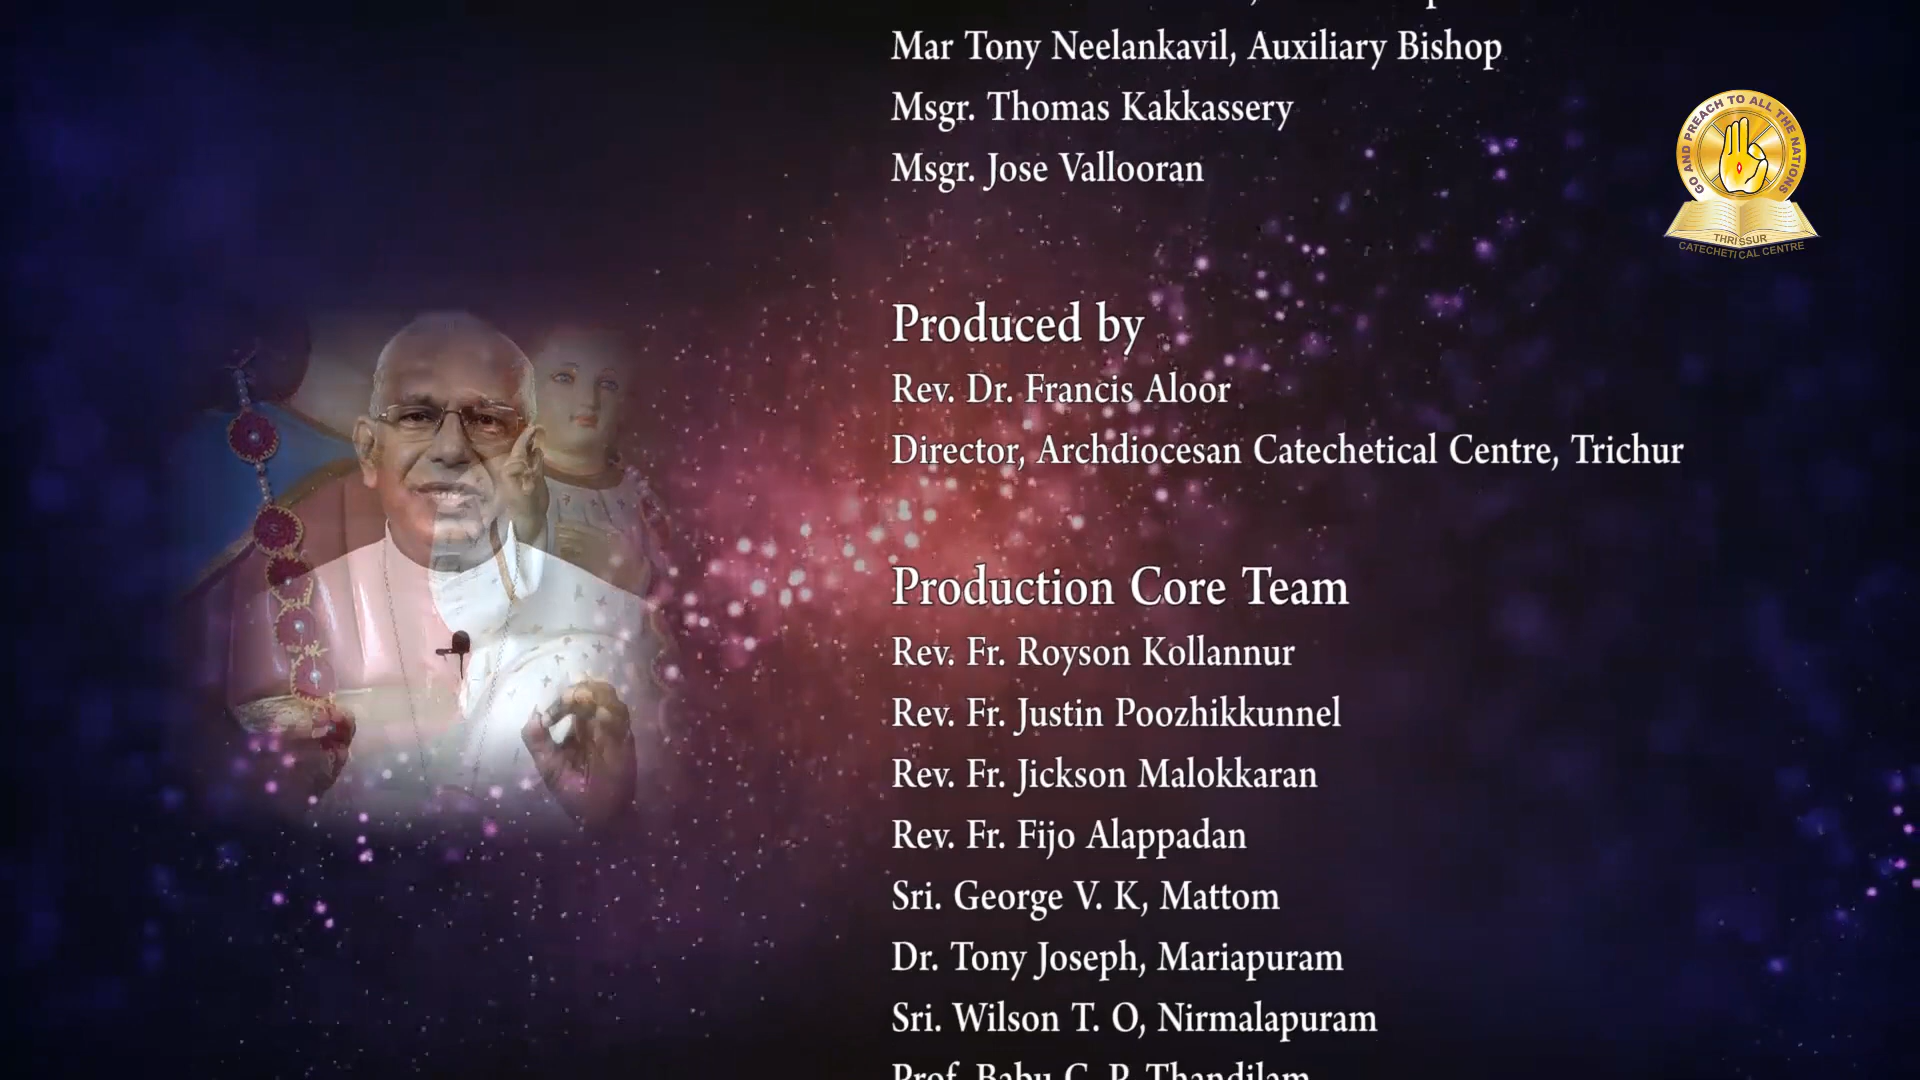 Mar Tony Neelankavil, Auxiliary Bishop
Msgr. Thomas Kakkassery
Msgr. Jose Vallooran
GO AND PREACH TO ALL THE NATIONS
THRISSUR
CATECHETICAL CENTRE
Produced by
Rev. Dr. Francis Aloor
Director, Archdiocesan Catechetical Centre, Trichur
Production Core Team
Rev. Fr. Royson Kollannur
Rev. Fr. Justin Poozhikkunnel
Rev. Fr. Jickson Malokkaran
Rev. Fr. Fijo Alappadan
Sri. George V. K, Mattom
Dr. Tony Joseph, Mariapuram
Sri. Wilson T. O, Nirmalapuram
Prof. Babu C. P. Thandilam